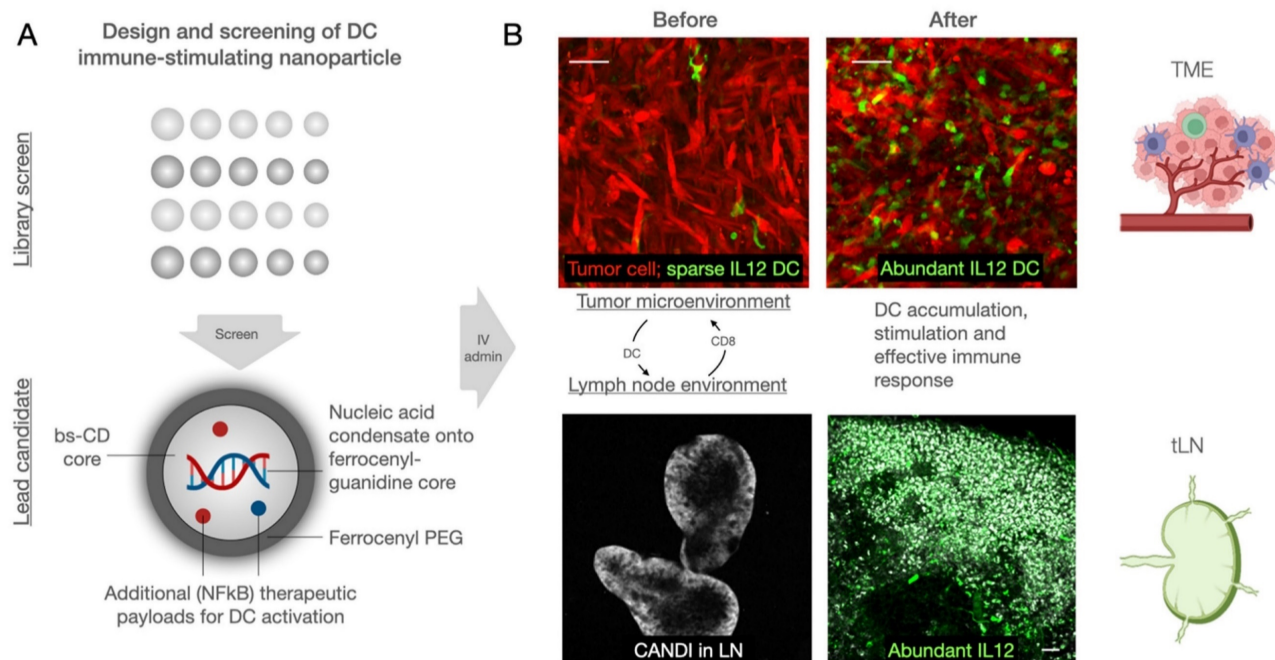 A
Design and screening of DC
immune-stimulating nanoparticle
Library screen
Screen
Lead candidate
bs-CD
core
Nucleic acid
condensate onto
ferrocenyl-
guanidine core
Ferrocenyl PEG
Additional (NFkB) therapeutic
payloads for DC activation
IV
admin
B
Before
After
Tumor cell; sparse IL12 DC
Abundant IL12 DC
TME
Tumor microenvironment
DC
CD8
Lymph node environment
DC accumulation,
stimulation and
effective immune
response
CANDI in LN
Abundant IL12
tLN